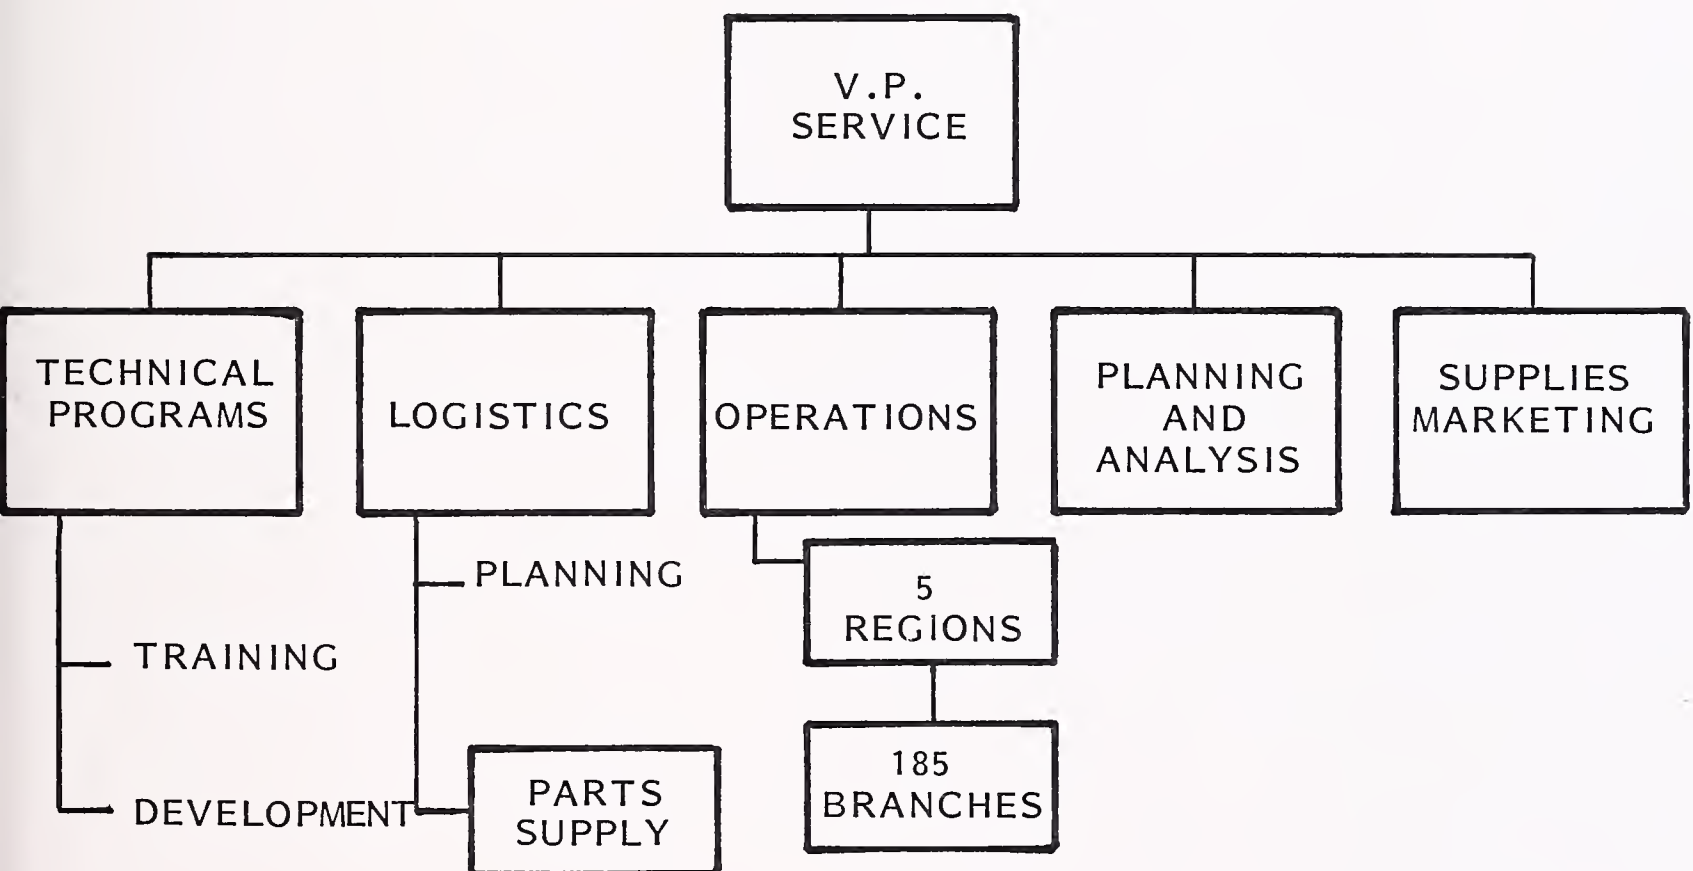 V.P.
SERVICE
TECHNICAL
PROGRAMS
LOGISTICS
OPERATIONS
PLANNING
AND
ANALYSIS
SUPPLIES
MARKETING
PLANNING
TRAINING
DEVELOPMENT
PARTS
SUPPLY
5
REGIONS
185
BRANCHES